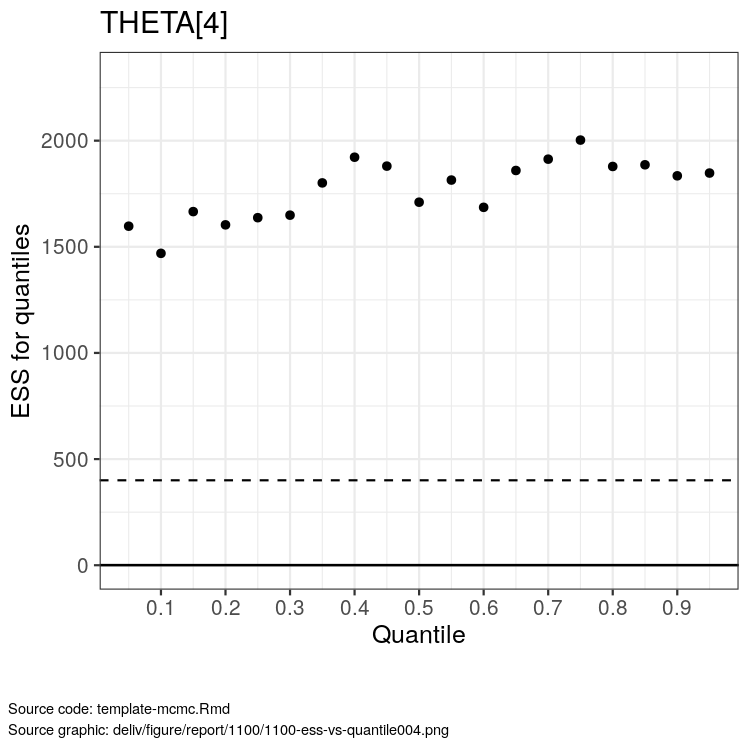 THETA[4]
2000
1500
1000
500
0
ESS for quantiles
0.1 0.2 0.3 0.4 0.5 0.6 0.7 0.8 0.9
Quantile
Source code: template-mcmc.Rmd
Source graphic: deliv/figure/report/1100/1100-ess-vs-quantile004.png